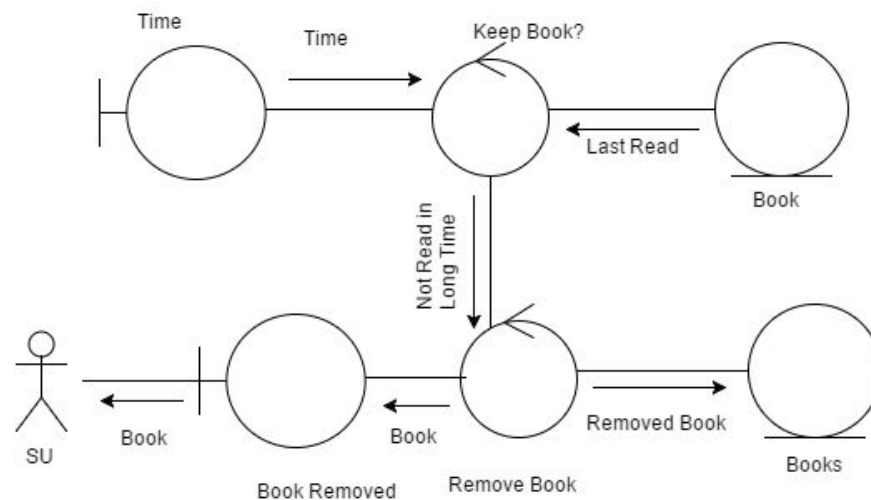 Time
Time
Keep Book?
Last Read
Book
Not Read in
Long Time
SU
Book
Book
Removed Book
Books
Book Removed
Remove Book